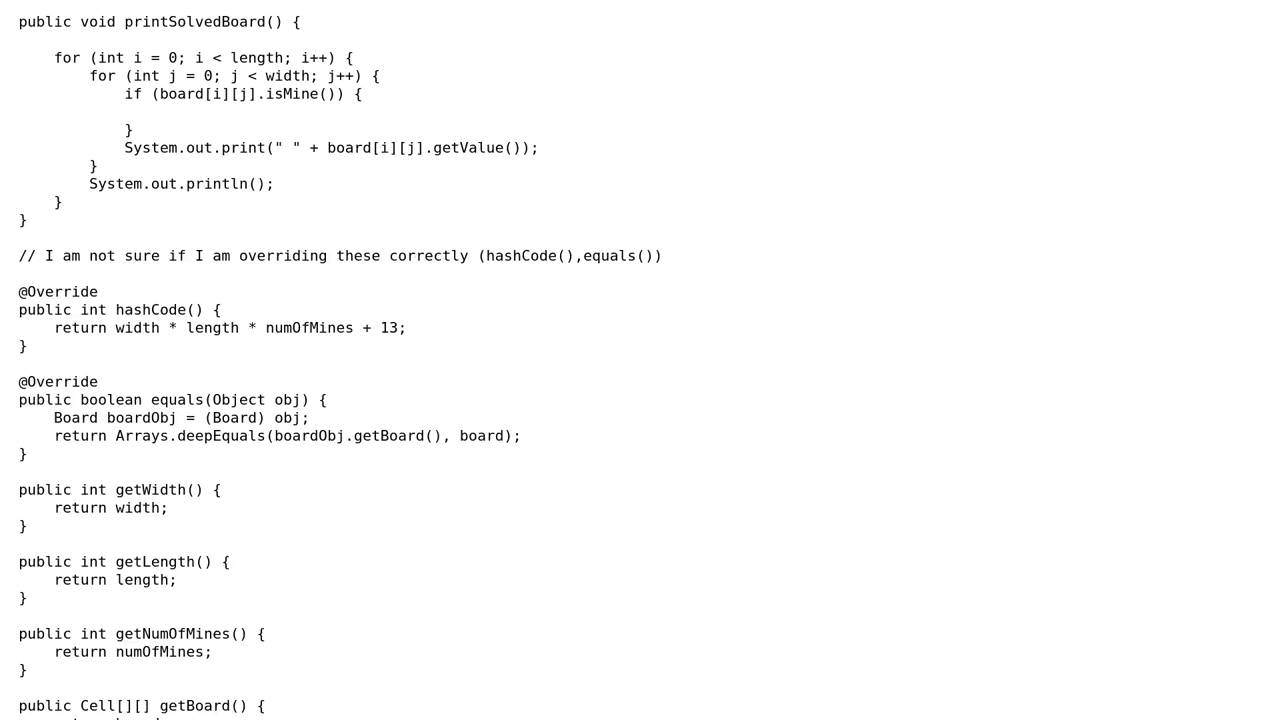 public void printSolvedBoard() {
    for (int i = 0; i < length; i++) {
        for (int j = 0; j < width; j++) {
            if (board[i][j].isMine()) {
            }
            System.out.print(" " + board[i][j].getValue());
        }
        System.out.println();
    }
}
// I am not sure if I am overriding these correctly (hashCode(),equals())
@Override
public int hashCode() {
    return width * length * numOfMines + 13;
}
@Override
public boolean equals(Object obj) {
    Board boardObj = (Board) obj;
    return Arrays.deepEquals(boardObj.getBoard(), board);
}
public int getWidth() {
    return width;
}
public int getLength() {
    return length;
}
public int getNumOfMines() {
    return numOfMines;
}
public Cell[][] getBoard() {